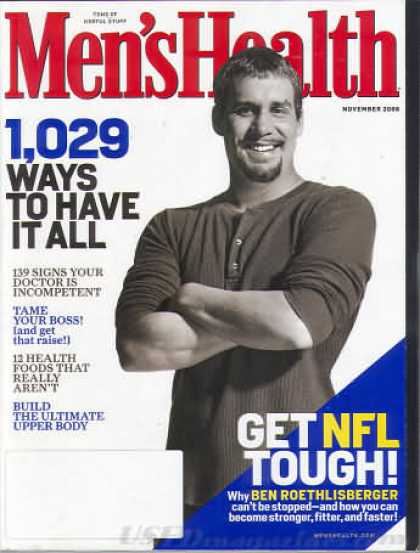 TONS OF
USEFUL STUFF
Men'sHealth
NOVEMBER 2006
1,029
WAYS
TO HAVE
IT ALL
139 SIGNS YOUR
DOCTOR IS
INCOMPETENT
TAME
YOUR BOSS!
(and get
that raise!)
12 HEALTH
FOODS THAT
REALLY
AREN'T
BUILD
THE ULTIMATE
UPPER BODY
GET NFL
TOUGH!
Why BEN ROETHLISBERGER
can't be stopped—and how you can
become stronger, fitter, and faster!
MENSHEALTH.COM